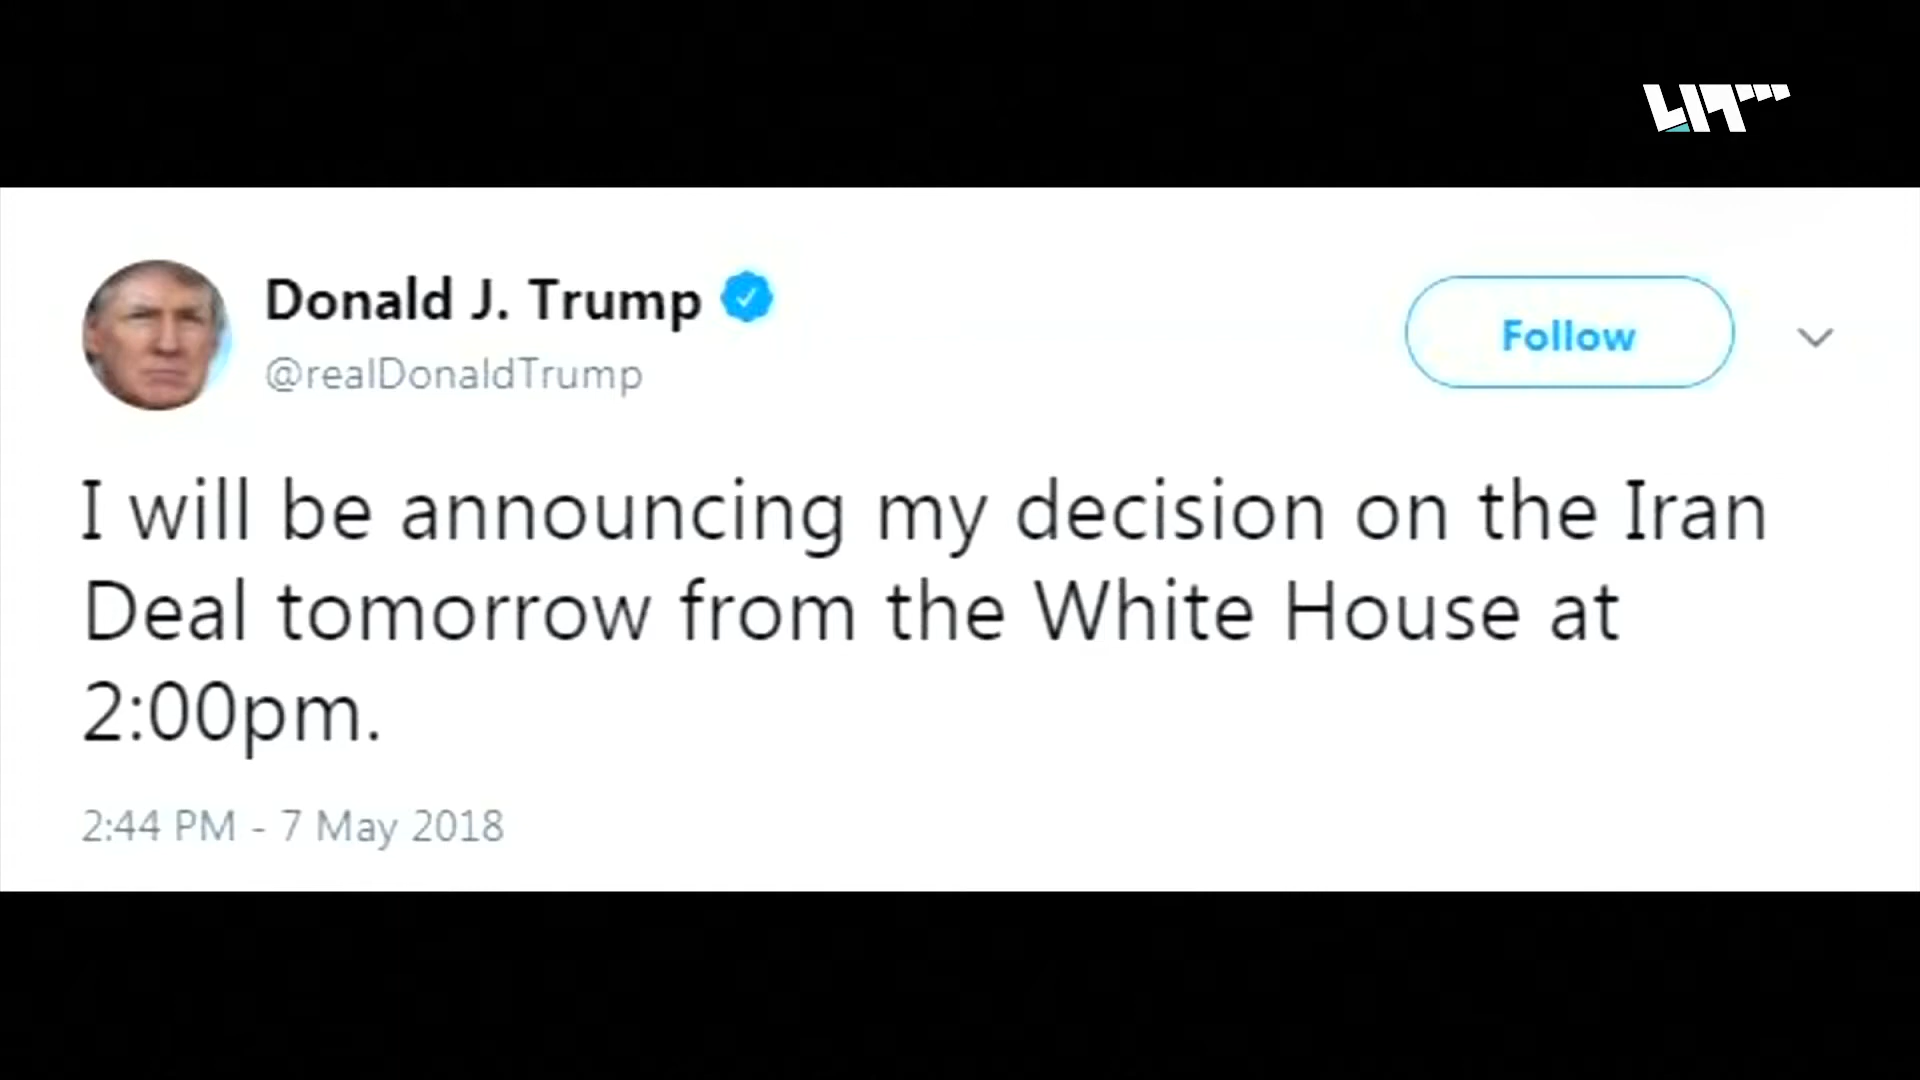 Donald J. Trump
@realDonaldTrump
Follow
I will be announcing my decision on the Iran
Deal tomorrow from the White House at
2:00pm.
2:44 PM - 7 May 2018